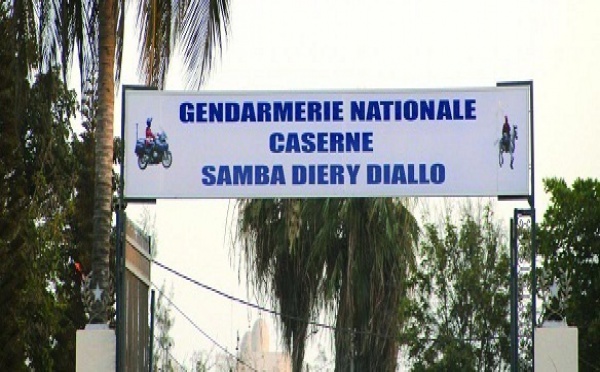 GENDARMERIE NATIONALE
CASERNE
SAMBA DIERY DIALLO